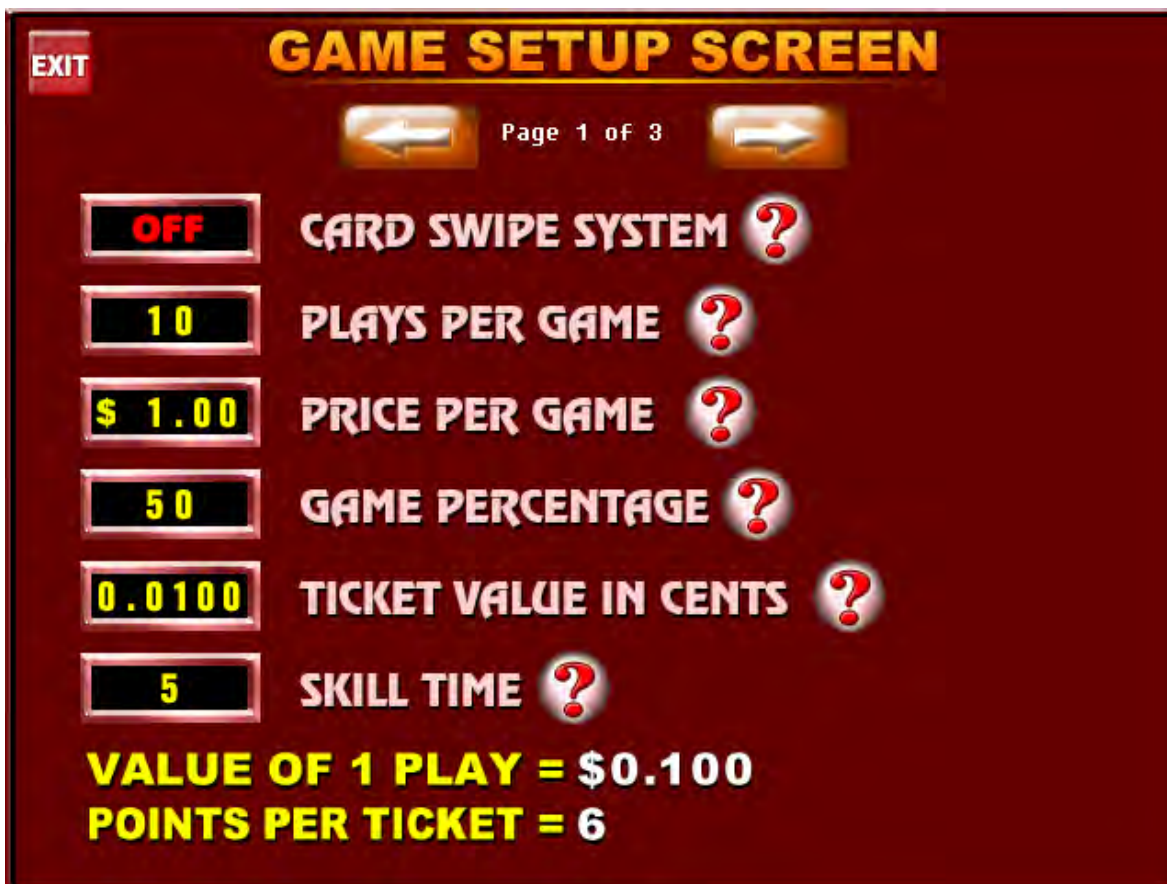 EXIT
GAME SETUP SCREEN
Page 1 of 3
OFF CARD SWIPE SYSTEM ?
10 PLAYS PER GAME ?
$ 1.00 PRICE PER GAME ?
50 GAME PERCENTAGE ?
0.0100 TICKET VALUE IN CENTS ?
5 SKILL TIME ?
VALUE OF 1 PLAY = $0.100
POINTS PER TICKET = 6